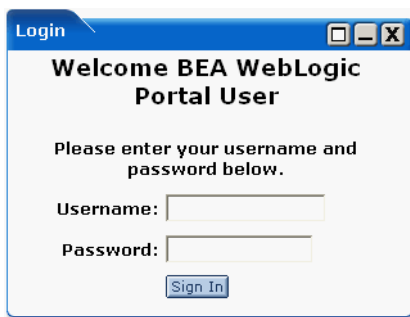 Login
Welcome BEA WebLogic
Portal User
Please enter your username and
password below.
Username:
Password:
Sign In